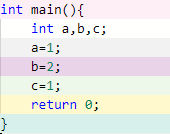 int main(){
    int a,b,c;
    a=1;
    b=2;
    c=1;
    return 0;
}